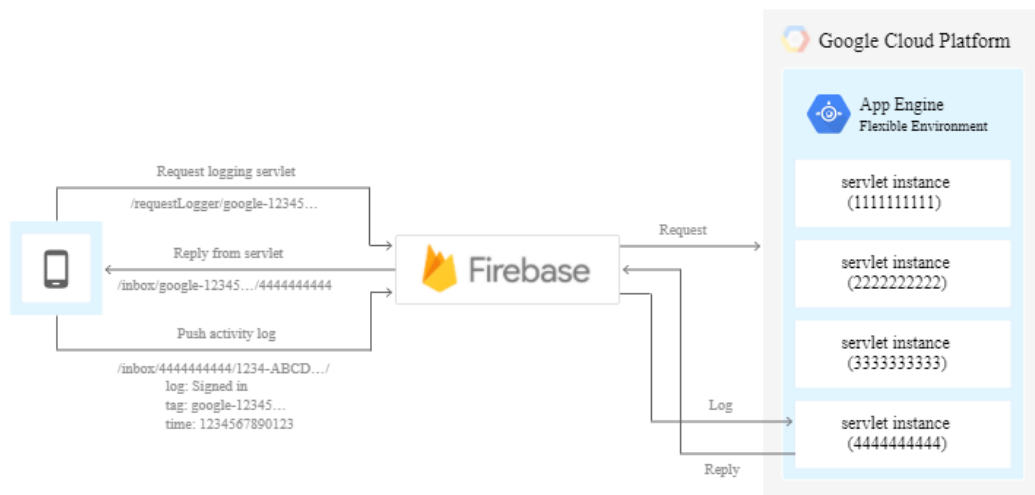 Google Cloud Platform
App Engine
Flexible Environment
Request logging servlet
/requestLogger/google-12345...
Reply from servlet
/inbox/google-12345.../4444444444
Push activity log
/inbox/4444444444/1234-ABCD.../
log: Signed in
tag: google-12345...
time: 1234567890123
Firebase
Request
Log
Reply
servlet instance
(1111111111)
servlet instance
(2222222222)
servlet instance
(3333333333)
servlet instance
(4444444444)